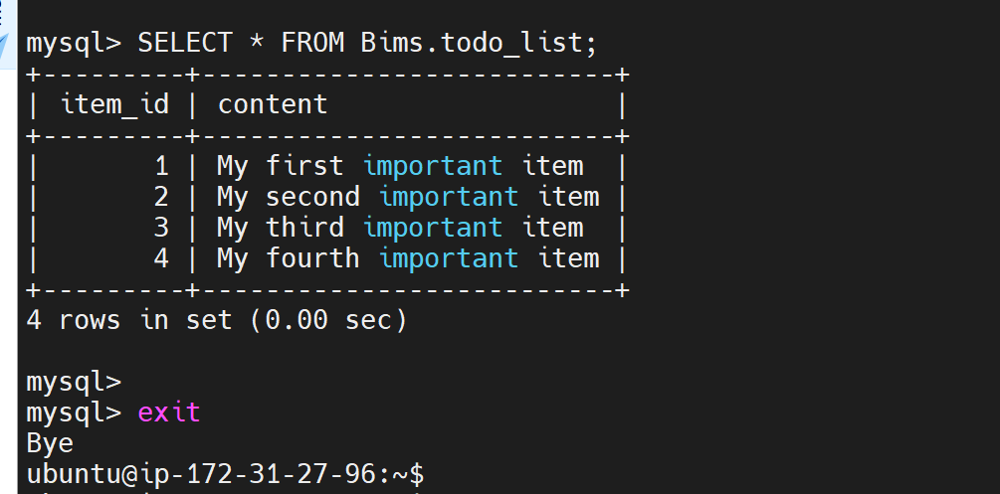 mysql> SELECT * FROM Bims.todo_list;
+---------+--------------------------+
| item_id | content                  |
+---------+--------------------------+
|       1 | My first important item  |
|       2 | My second important item |
|       3 | My third important item  |
|       4 | My fourth important item |
+---------+--------------------------+
4 rows in set (0.00 sec)
mysql>
mysql> exit
Bye
ubuntu@ip-172-31-27-96:~$